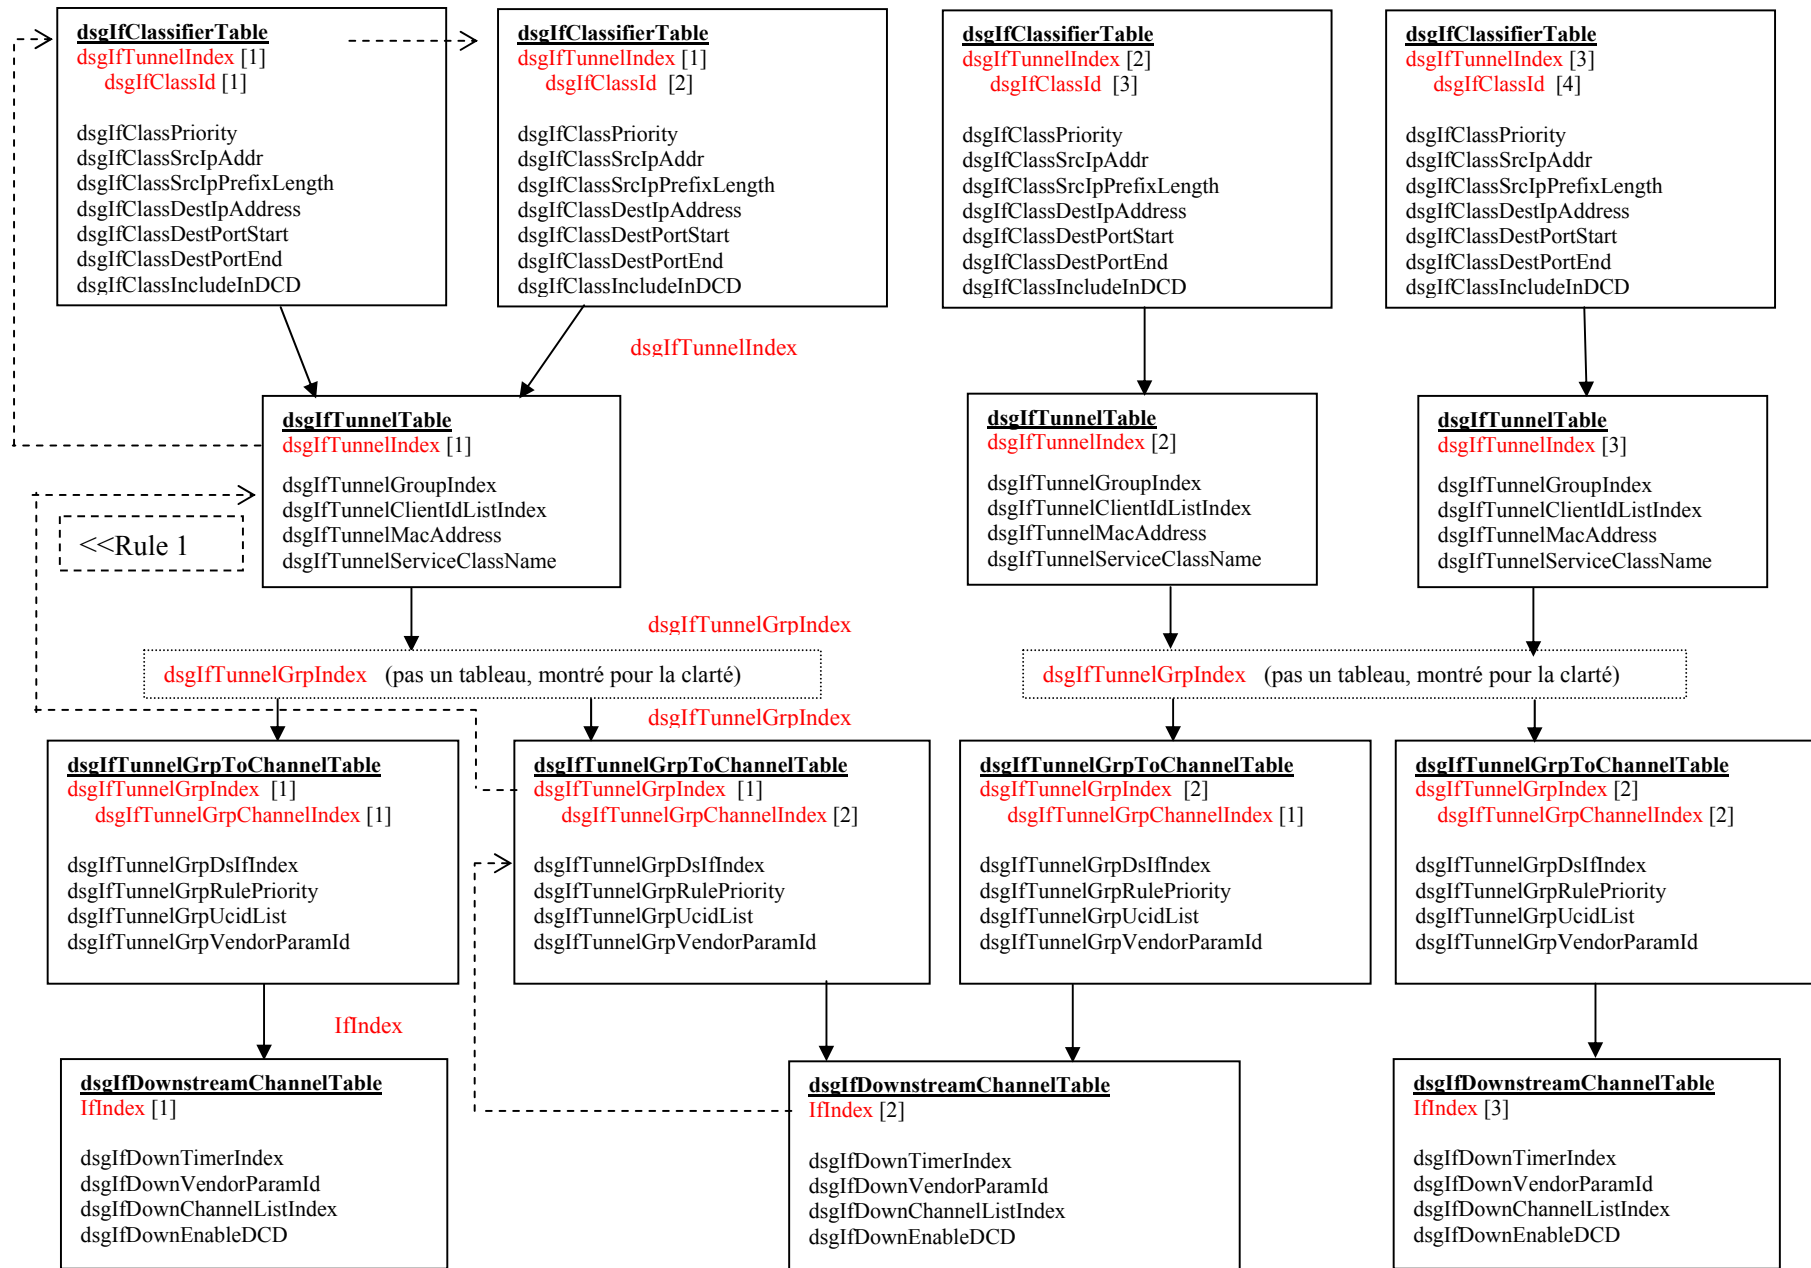 dsgIfClassifierTable
dsgIfTunnelIndex [1]
dsgIfClassId [1]
dsgIfClassPriority
dsgIfClassSrcIpAddr
dsgIfClassSrcIpPrefixLength
dsgIfClassDestIpAddress
dsgIfClassDestPortStart
dsgIfClassDestPortEnd
dsgIfClassIncludeInDCD
dsgIfClassifierTable
dsgIfTunnelIndex [1]
dsgIfClassId [2]
dsgIfClassPriority
dsgIfClassSrcIpAddr
dsgIfClassSrcIpPrefixLength
dsgIfClassDestIpAddress
dsgIfClassDestPortStart
dsgIfClassDestPortEnd
dsgIfClassIncludeInDCD
dsgIfClassifierTable
dsgIfTunnelIndex [2]
dsgIfClassId [3]
dsgIfClassPriority
dsgIfClassSrcIpAddr
dsgIfClassSrcIpPrefixLength
dsgIfClassDestIpAddress
dsgIfClassDestPortStart
dsgIfClassDestPortEnd
dsgIfClassIncludeInDCD
dsgIfClassifierTable
dsgIfTunnelIndex [3]
dsgIfClassId [4]
dsgIfClassPriority
dsgIfClassSrcIpAddr
dsgIfClassSrcIpPrefixLength
dsgIfClassDestIpAddress
dsgIfClassDestPortStart
dsgIfClassDestPortEnd
dsgIfClassIncludeInDCD
dsgIfTunnelIndex
dsgIfTunnelTable
dsgIfTunnelIndex [1]
dsgIfTunnelGroupIndex
dsgIfTunnelClientIdListIndex
dsgIfTunnelMacAddress
dsgIfTunnelServiceClassName
<<Rule 1
dsgIfTunnelTable
dsgIfTunnelIndex [2]
dsgIfTunnelGroupIndex
dsgIfTunnelClientIdListIndex
dsgIfTunnelMacAddress
dsgIfTunnelServiceClassName
dsgIfTunnelTable
dsgIfTunnelIndex [3]
dsgIfTunnelGroupIndex
dsgIfTunnelClientIdListIndex
dsgIfTunnelMacAddress
dsgIfTunnelServiceClassName
dsgIfTunnelGrpIndex
dsgIfTunnelGrpIndex (pas un tableau, montré pour la clarté)
dsgIfTunnelGrpIndex (pas un tableau, montré pour la clarté)
dsgIfTunnelGrpIndex
dsgIfTunnelGrpToChannelTable
dsgIfTunnelGrpIndex [1]
dsgIfTunnelGrpChannelIndex [1]
dsgIfTunnelGrpDsIfIndex
dsgIfTunnelGrpRulePriority
dsgIfTunnelGrpUcidList
dsgIfTunnelGrpVendorParamId
dsgIfTunnelGrpToChannelTable
dsgIfTunnelGrpIndex [1]
dsgIfTunnelGrpChannelIndex [2]
dsgIfTunnelGrpDsIfIndex
dsgIfTunnelGrpRulePriority
dsgIfTunnelGrpUcidList
dsgIfTunnelGrpVendorParamId
dsgIfTunnelGrpToChannelTable
dsgIfTunnelGrpIndex [2]
dsgIfTunnelGrpChannelIndex [1]
dsgIfTunnelGrpDsIfIndex
dsgIfTunnelGrpRulePriority
dsgIfTunnelGrpUcidList
dsgIfTunnelGrpVendorParamId
dsgIfTunnelGrpToChannelTable
dsgIfTunnelGrpIndex [2]
dsgIfTunnelGrpChannelIndex [2]
dsgIfTunnelGrpDsIfIndex
dsgIfTunnelGrpRulePriority
dsgIfTunnelGrpUcidList
dsgIfTunnelGrpVendorParamId
IfIndex
dsgIfDownstreamChannelTable
IfIndex [1]
dsgIfDownTimerIndex
dsgIfDownVendorParamId
dsgIfDownChannelListIndex
dsgIfDownEnableDCD
dsgIfDownstreamChannelTable
IfIndex [2]
dsgIfDownTimerIndex
dsgIfDownVendorParamId
dsgIfDownChannelListIndex
dsgIfDownEnableDCD
dsgIfDownstreamChannelTable
IfIndex [3]
dsgIfDownTimerIndex
dsgIfDownVendorParamId
dsgIfDownChannelListIndex
dsgIfDownEnableDCD